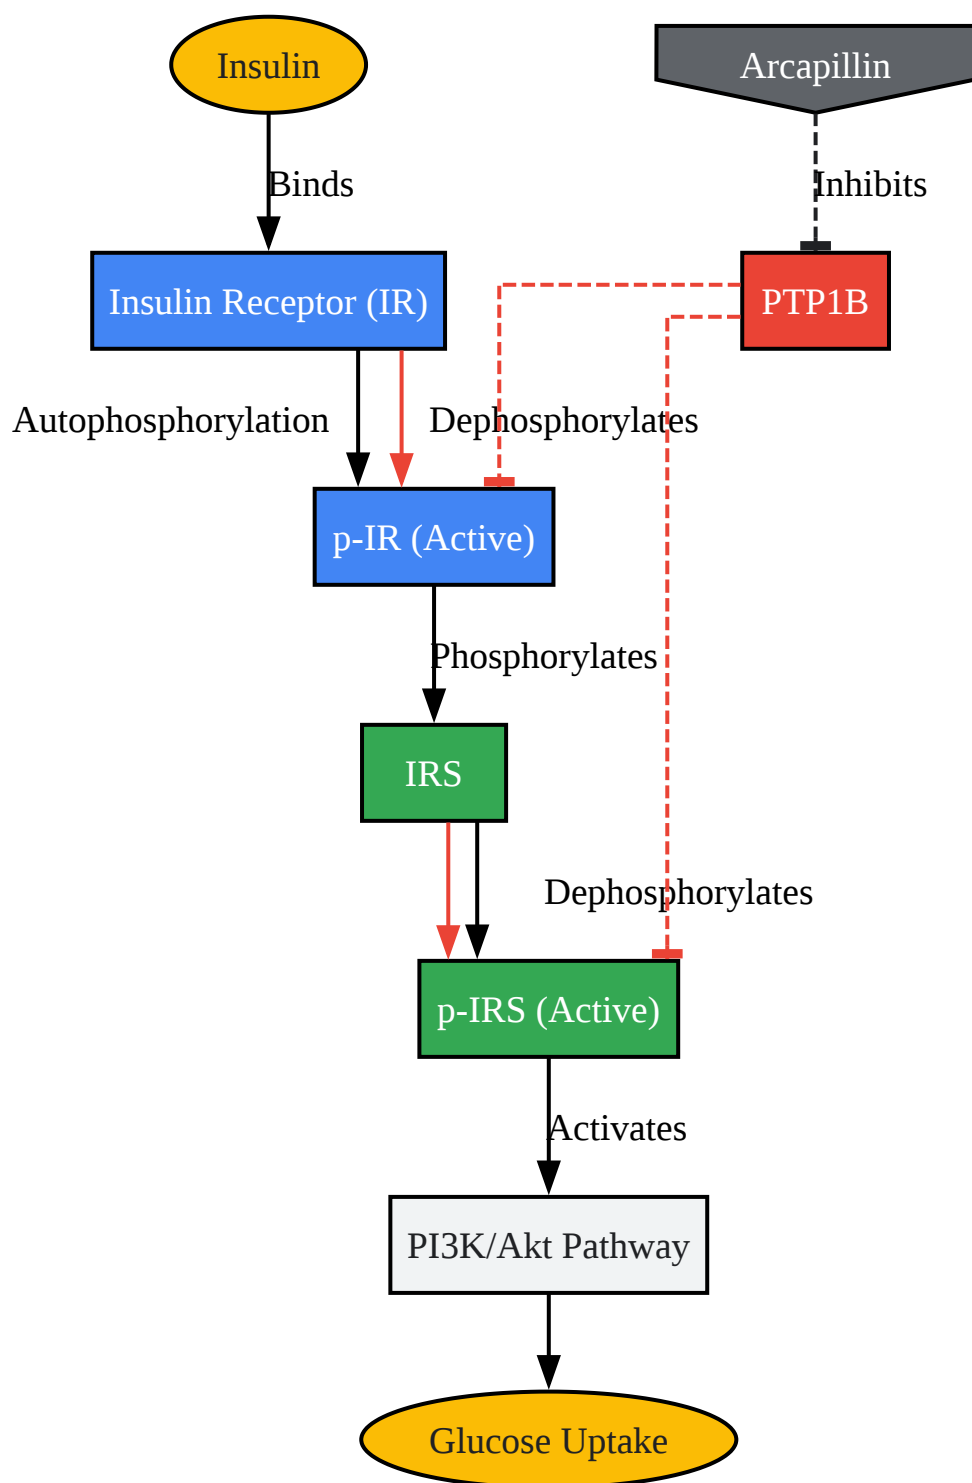 Insulin
Arcapillin
Binds
Inhibits
Insulin Receptor (IR)
PTP1B
Autophosphorylation
Dephosphorylates
p-IR (Active)
Phosphorylates
IRS
Dephosphorylates
p-IRS (Active)
Activates
PI3K/Akt Pathway
Glucose Uptake